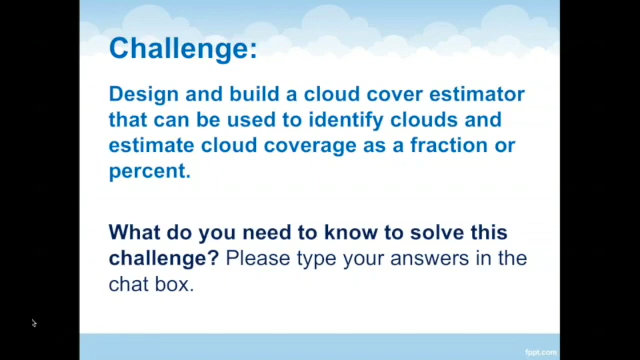 Challenge:
Design and build a cloud cover estimator
that can be used to identify clouds and
estimate cloud coverage as a fraction or
percent.
What do you need to know to solve this
challenge? Please type your answers in the
chat box.
fppt.com